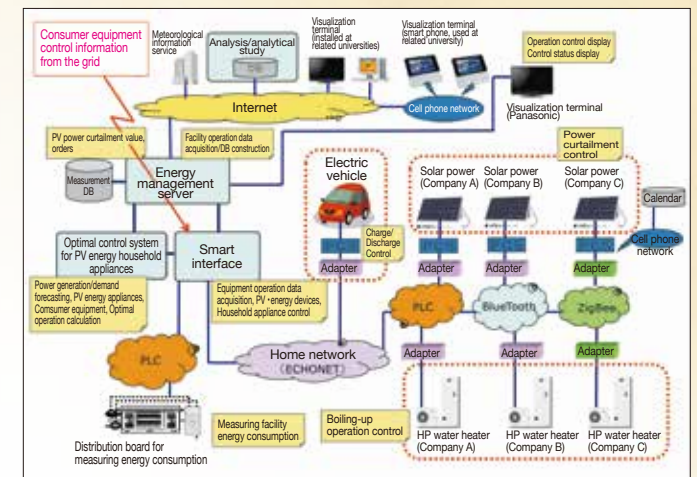 Consumer equipment
control information
from the grid
Meteorological
information
service
Analysis/analytical
study
Visualization
terminal
(installed at
related universities)
Visualization terminal
(smart phone, used at
related university)
Operation control display
Control status display
Internet
Cell phone network
Visualization terminal
(Panasonic)
PV power curtailment value,
orders
Facility operation data
acquisition/DB construction
Power
curtailment
control
Measurement
DB
Energy
management
server
Electric
vehicle
Solar power
(Company A)
Solar power
(Company B)
Solar power
(Company C)
Calendar
Cell phone
network
Optimal control system
for PV energy household
appliances
Smart
interface
Charge/
Discharge
Control
Adapter
Adapter
Adapter
Adapter
Power generation/demand
forecasting, PV energy appliances,
Comsumer equipment, Optimal
operation calculation
Equipment operation data
acquisition, PV・energy devices,
Household appliance control
PLC
BlueTooth
ZigBee
PLC
Home network
(ECHONET)
Adapter
Adapter
Adapter
Measuring facility
energy consumption
Boiling-up
operation control
Distribution board for
measuring energy consumption
HP water heater
(Company A)
HP water heater
(Company B)
HP water heater
(Company C)